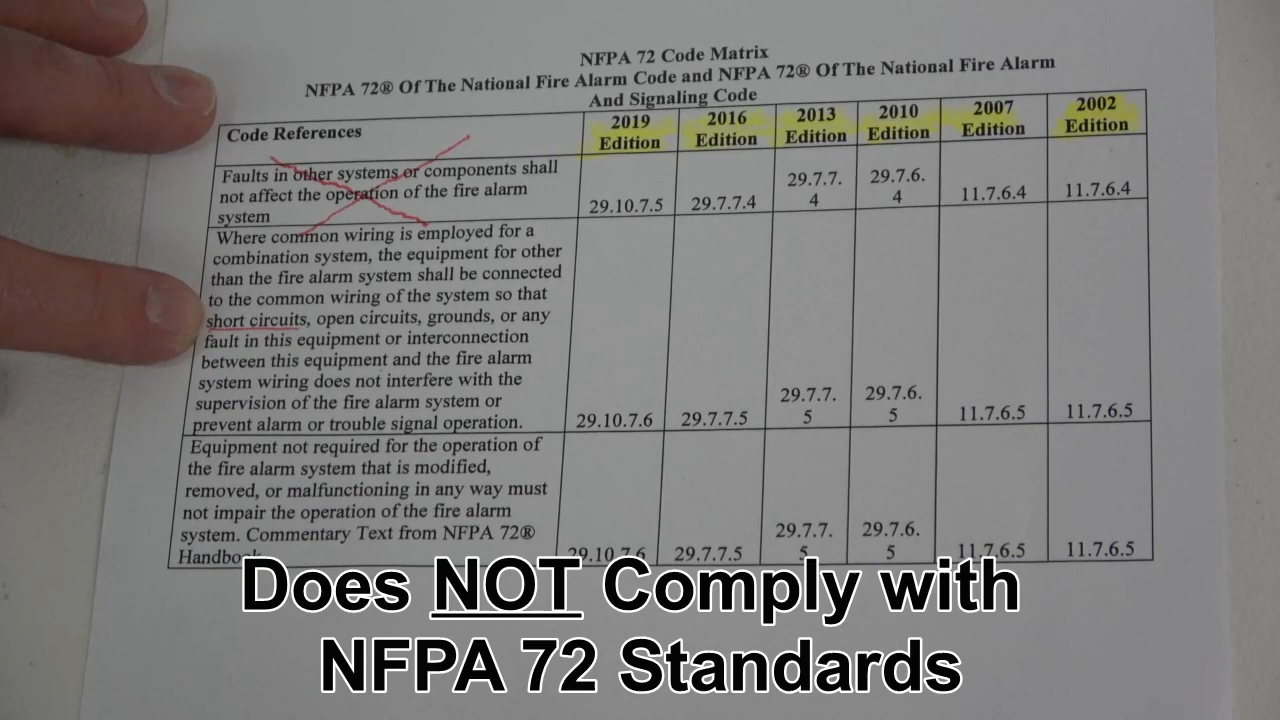 NFPA 72 Code Matrix
NFPA 72® Of The National Fire Alarm Code and NFPA 72® Of The National Fire Alarm
And Signaling Code
Code References
2019
Edition
2016
Edition
2013
Edition
2010
Edition
2007
Edition
2002
Edition
Faults in other systems or components shall
not affect the operation of the fire alarm
system
29.10.7.5
29.7.7.4
29.7.7.
4
29.7.6.
4
11.7.6.4
11.7.6.4
Where common wiring is employed for a
combination system, the equipment for other
than the fire alarm system shall be connected
to the common wiring of the system so that
short circuits, open circuits, grounds, or any
fault in this equipment or interconnection
between this equipment and the fire alarm
system wiring does not interfere with the
supervision of the fire alarm system or
prevent alarm or trouble signal operation.
29.10.7.6
29.7.7.5
29.7.7.
5
29.7.6.
5
11.7.6.5
11.7.6.5
Equipment not required for the operation of
the fire alarm system that is modified,
removed, or malfunctioning in any way must
not impair the operation of the fire alarm
system. Commentary Text from NFPA 72®
Handbook
29.10.7.6
29.7.7.5
29.7.7.
5
29.7.6.
5
11.7.6.5
11.7.6.5
Does NOT Comply with
NFPA 72 Standards